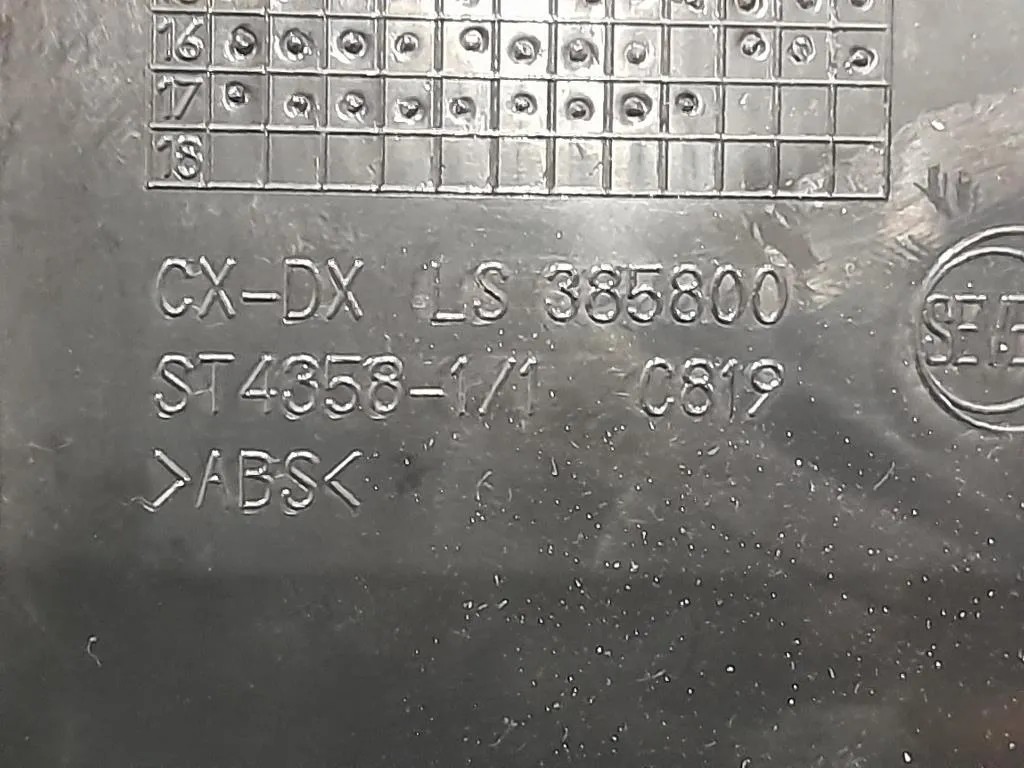 16
17
18
CX-DX LS 385800
ST4358-1/1 C819
>ABS<